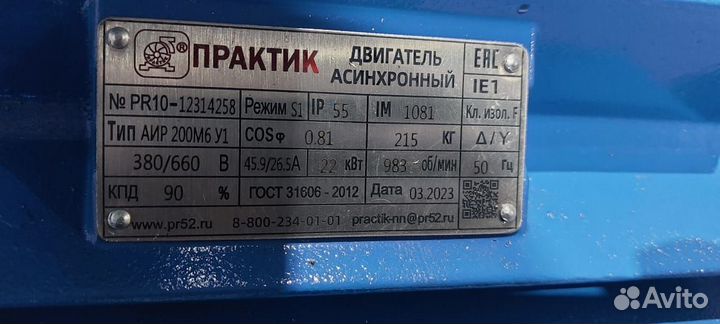 ПРАКТИК ® ДВИГАТЕЛЬ АСИНХРОННЫЙ EAC
IE1
№ PR10-12314258 Режим S1 IP 55 IM 1081 Кл. изол. F
Тип АИР 200М6 У1 COS φ 0.81 215 КГ Δ/Y
380/660 В 45.9/26.5А 22 кВт 983 об/мин 50 Гц
КПД 90 % ГОСТ 31606 - 2012 Дата 03.2023
www.pr52.ru 8-800-234-01-01 practik-nn@pr52.ru
Avito